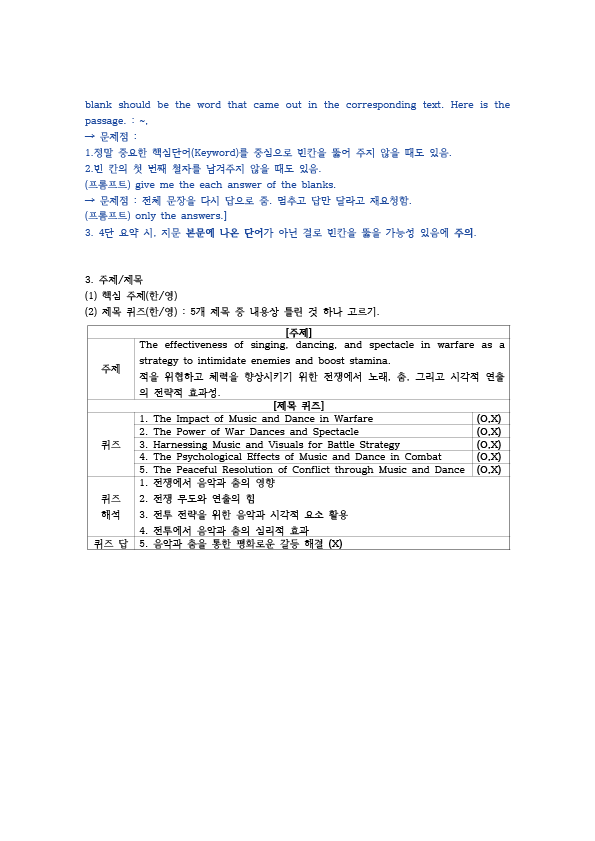 blank should be the word that came out in the corresponding text. Here is the
passage. : ~,
→ 문제점 :
1.정말 중요한 핵심단어(Keyword)를 중심으로 빈칸을 뚫어 주지 않을 때도 있음.
2.빈 칸의 첫 번째 철자를 남겨주지 않을 때도 있음.
(프롬프트) give me the each answer of the blanks.
→ 문제점 : 전체 문장을 다시 답으로 줌. 멈추고 답만 달라고 재요청함.
(프롬프트) only the answers.]
3. 4단 요약 시, 지문 본문에 나온 단어가 아닌 걸로 빈칸을 뚫을 가능성 있음에 주의.
3. 주제/제목
(1) 핵심 주제(한/영)
(2) 제목 퀴즈(한/영) : 5개 제목 중 내용상 틀린 것 하나 고르기.
[주제]
주제
The effectiveness of singing, dancing, and spectacle in warfare as a
strategy to intimidate enemies and boost stamina.
적을 위협하고 체력을 향상시키기 위한 전쟁에서 노래, 춤, 그리고 시각적 연출
의 전략적 효과성.
[제목 퀴즈]
퀴즈
1. The Impact of Music and Dance in Warfare (O,X)
2. The Power of War Dances and Spectacle (O,X)
3. Harnessing Music and Visuals for Battle Strategy (O,X)
4. The Psychological Effects of Music and Dance in Combat (O,X)
5. The Peaceful Resolution of Conflict through Music and Dance (O,X)
퀴즈
해석
1. 전쟁에서 음악과 춤의 영향
2. 전쟁 무도와 연출의 힘
3. 전투 전략을 위한 음악과 시각적 요소 활용
4. 전투에서 음악과 춤의 심리적 효과
퀴즈 답 5. 음악과 춤을 통한 평화로운 갈등 해결 (X)